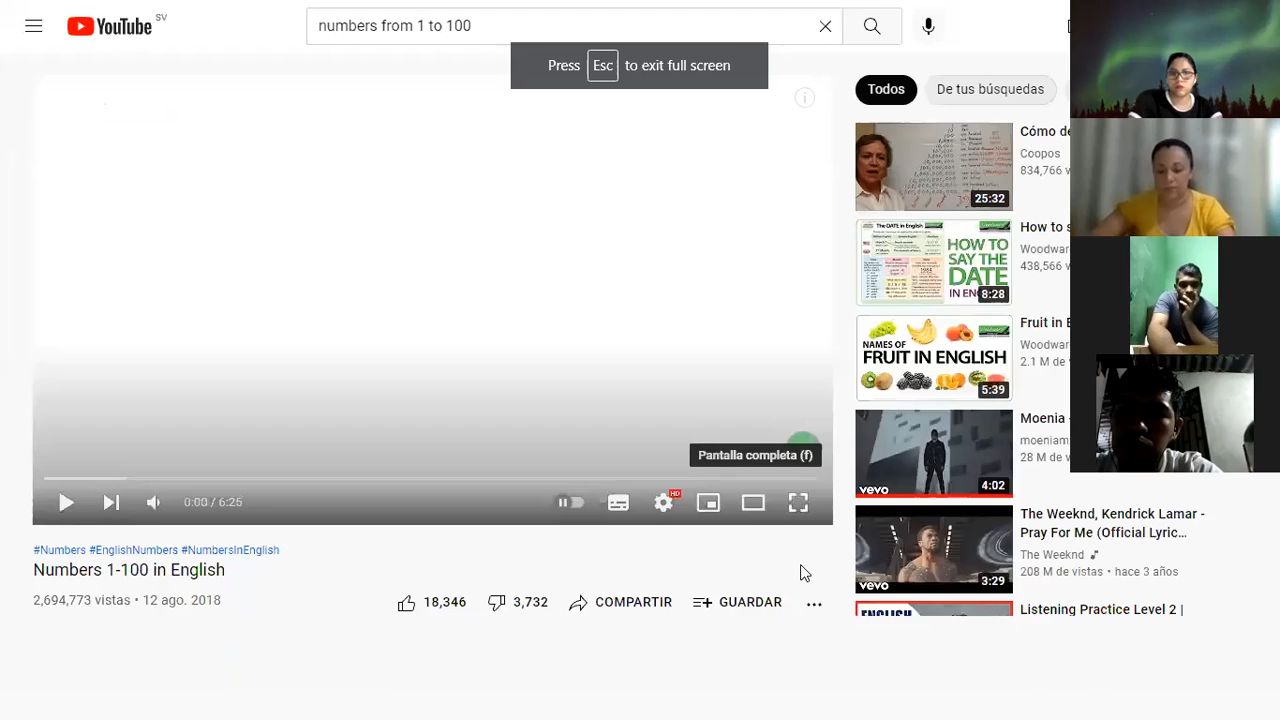 YouTube SV
numbers from 1 to 100
Press Esc to exit full screen
Todos
De tus búsquedas
Cómo de
Coopos
834,766 v
25:32
How to s
Woodwar
438,566
HOW TO
SAY THE
DATE
IN EN
8:28
Fruit in E
Woodwar
2.1 M de
NAMES OF
FRUIT IN ENGLISH
5:39
Moenia -
moeniam
28 M de v
vevo
4:02
The Weeknd, Kendrick Lamar -
Pray For Me (Official Lyric...
The Weeknd
208 M de vistas • hace 3 años
vevo
3:29
Listening Practice Level 2 |
ENGLISH
Pantalla completa (f)
0:00 / 6:25
HD
#Numbers #EnglishNumbers #NumbersInEnglish
Numbers 1-100 in English
2,694,773 vistas • 12 ago. 2018
18,346
3,732
COMPARTIR
GUARDAR